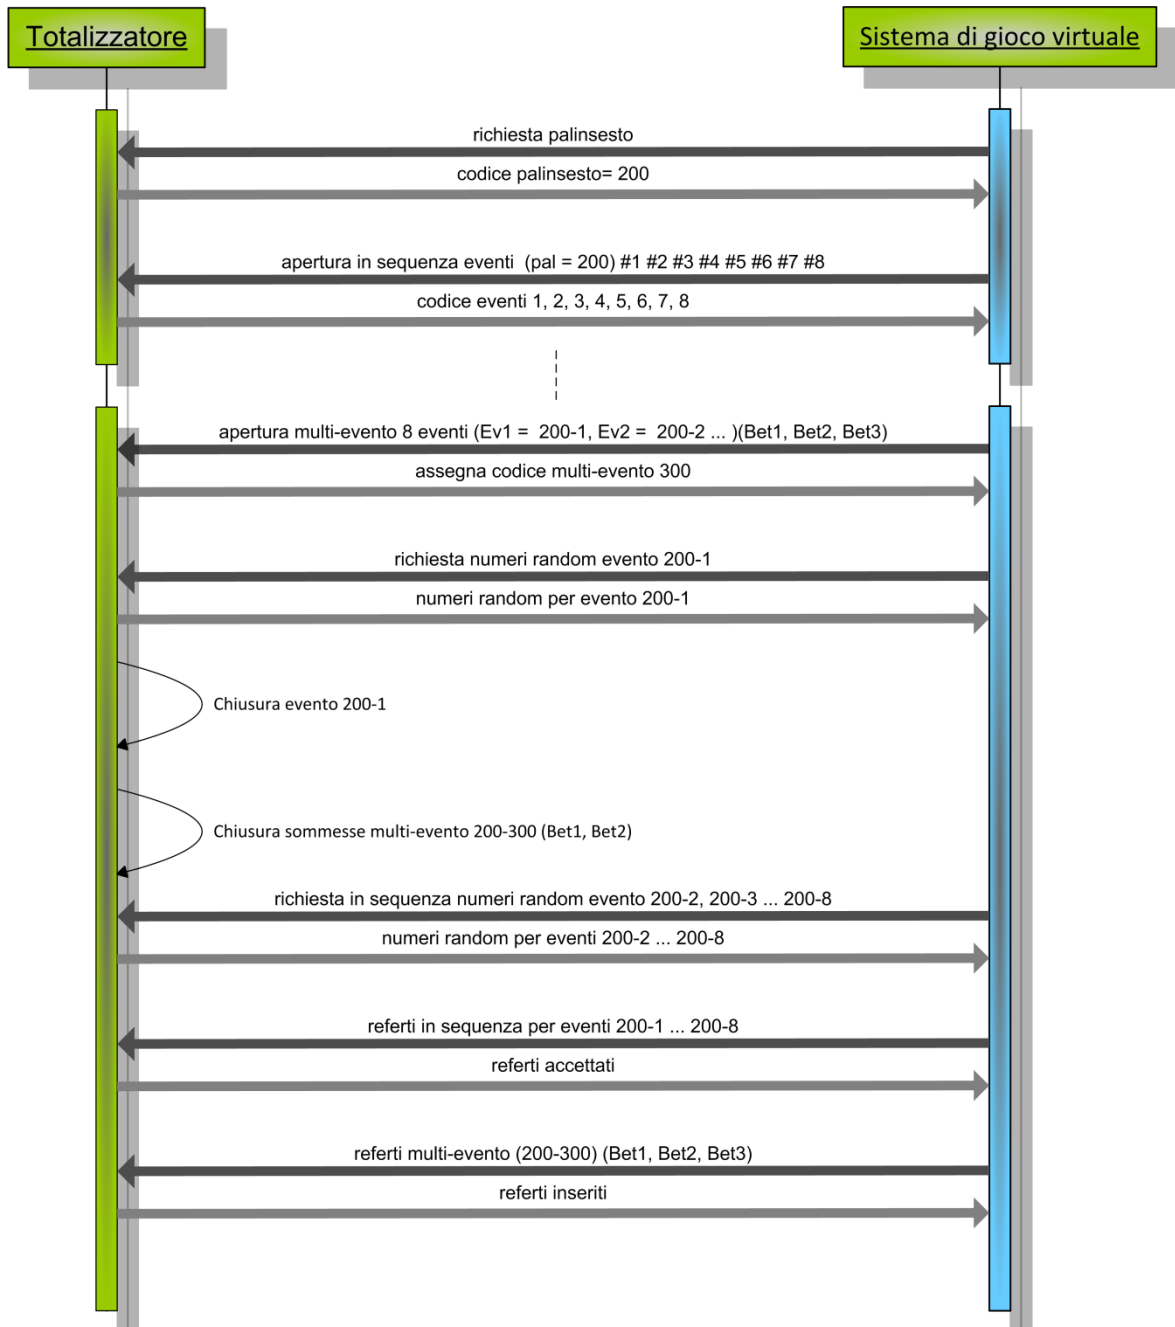 Totalizzatore
Sistema di gioco virtuale
richiesta palinsesto
codice palinsesto= 200
apertura in sequenza eventi (pal = 200) #1 #2 #3 #4 #5 #6 #7 #8
codice eventi 1, 2, 3, 4, 5, 6, 7, 8
apertura multi-evento 8 eventi (Ev1 = 200-1, Ev2 = 200-2 ... )(Bet1, Bet2, Bet3)
assegna codice multi-evento 300
richiesta numeri random evento 200-1
numeri random per evento 200-1
Chiusura evento 200-1
Chiusura sommesse multi-evento 200-300 (Bet1, Bet2)
richiesta in sequenza numeri random evento 200-2, 200-3 ... 200-8
numeri random per eventi 200-2 ... 200-8
referti in sequenza per eventi 200-1 ... 200-8
referti accettati
referti multi-evento (200-300) (Bet1, Bet2, Bet3)
referti inseriti